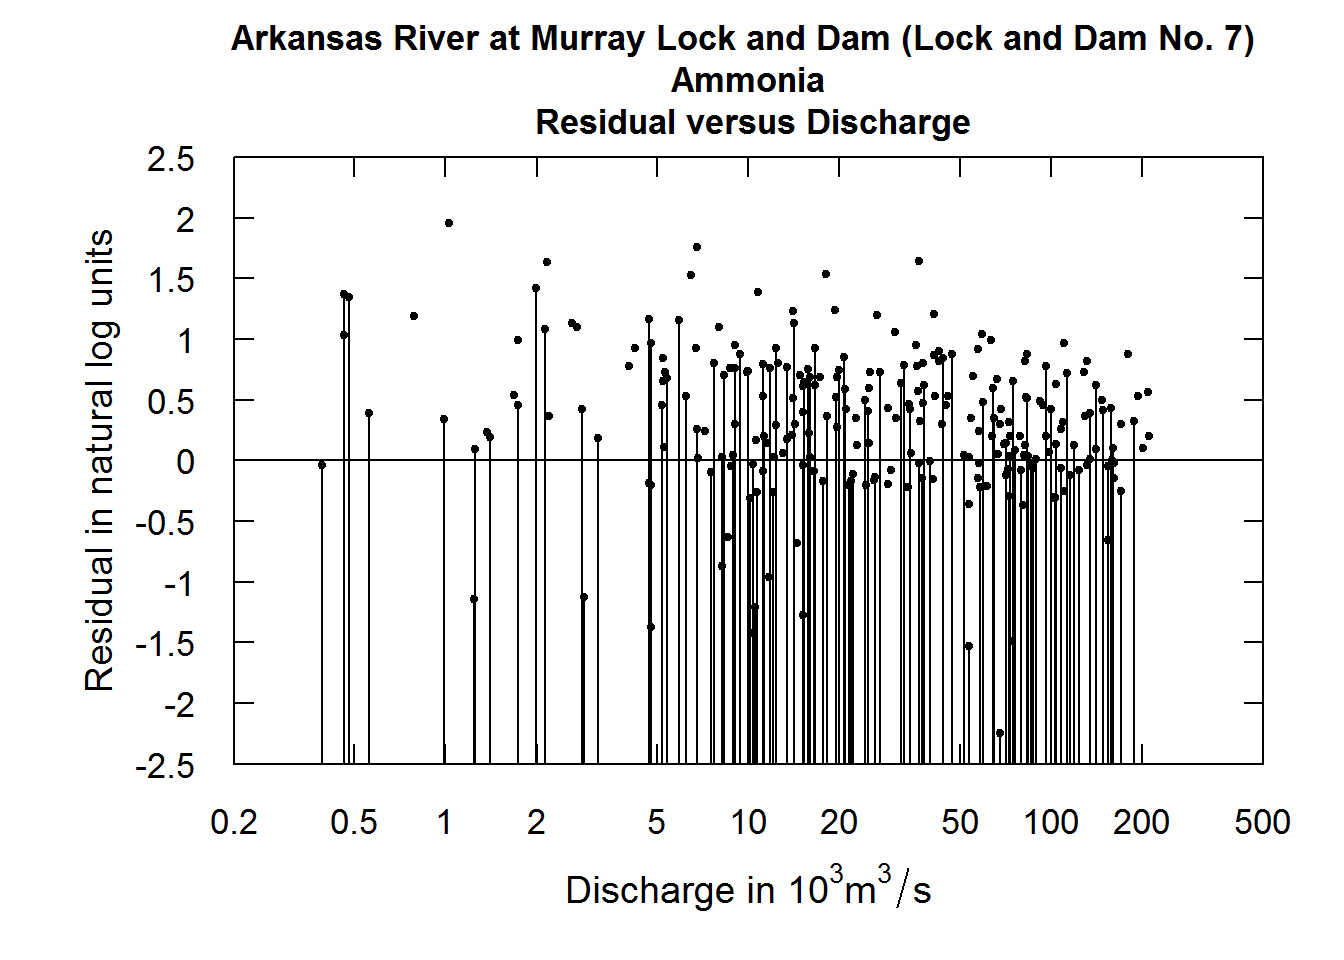 Arkansas River at Murray Lock and Dam (Lock and Dam No. 7)
Ammonia
Residual versus Discharge
Residual in natural log units
2.5
2
1.5
1
0.5
0
-0.5
-1
-1.5
-2
-2.5
0.2 0.5 1 2 5 10 20 50 100 200 500
Discharge in 10³m³/s